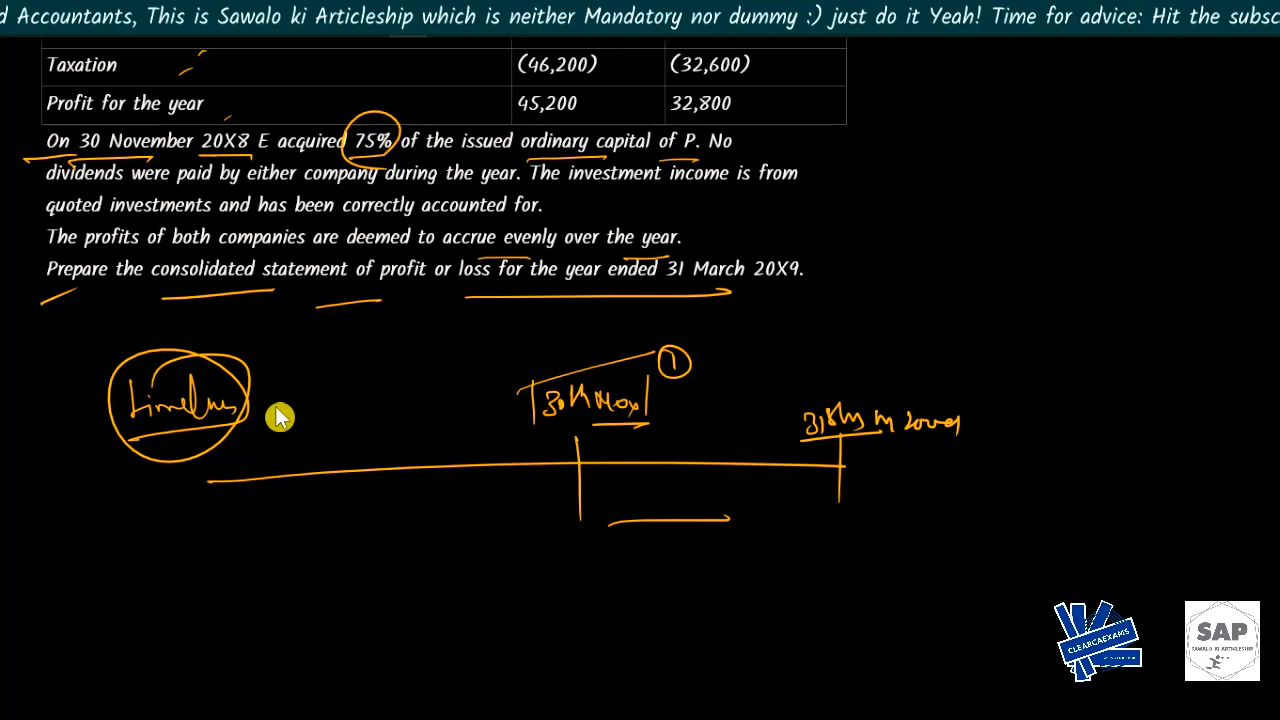 d Accountants, This is Sawalo ki Articleship which is neither Mandatory nor dummy :) just do it Yeah! Time for advice: Hit the subsc
Taxation (46,200) (32,600)
Profit for the year 45,200 32,800
On 30 November 20X8 E acquired 75% of the issued ordinary capital of P. No
dividends were paid by either company during the year. The investment income is from
quoted investments and has been correctly accounted for.
The profits of both companies are deemed to accrue evenly over the year.
Prepare the consolidated statement of profit or loss for the year ended 31 March 20X9.
1
30th Nov
CLEARCAEXAMS
SAP
SAWALO KI ARTICLESHIP